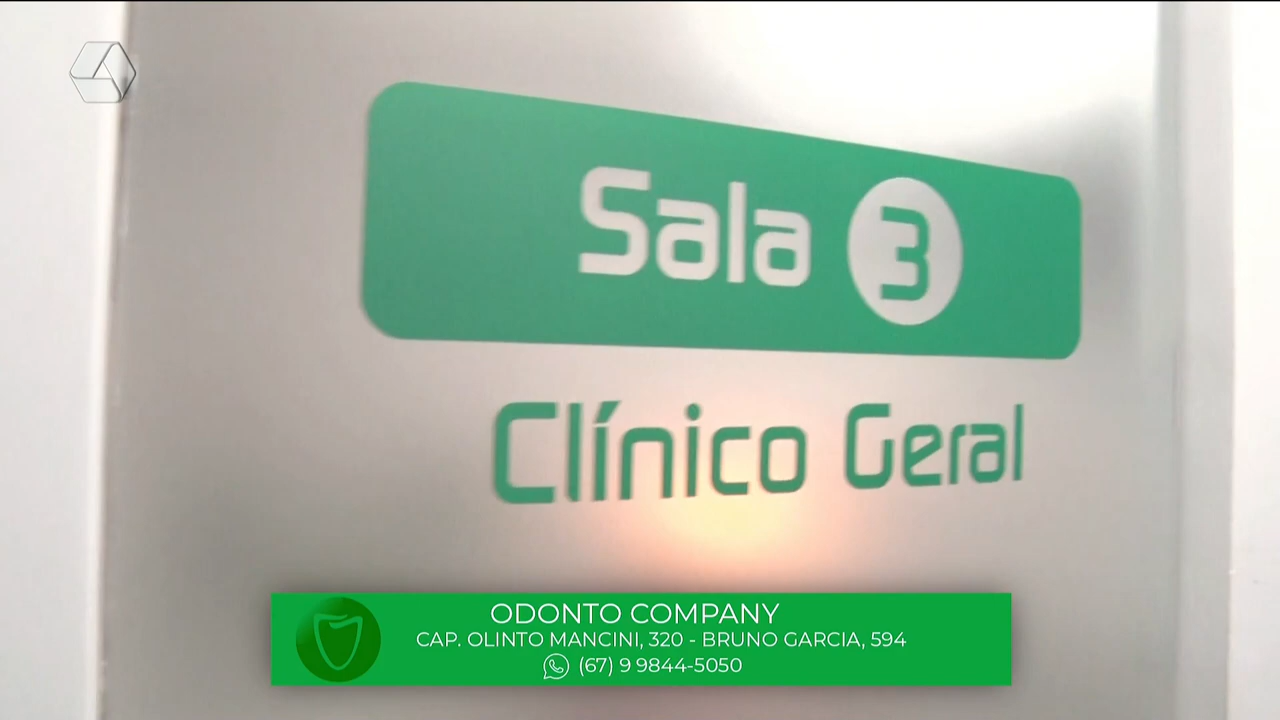 Sala 3
Clínico Geral
ODONTO COMPANY
CAP. OLINTO MANCINI, 320 - BRUNO GARCIA, 594
(67) 9 9844-5050